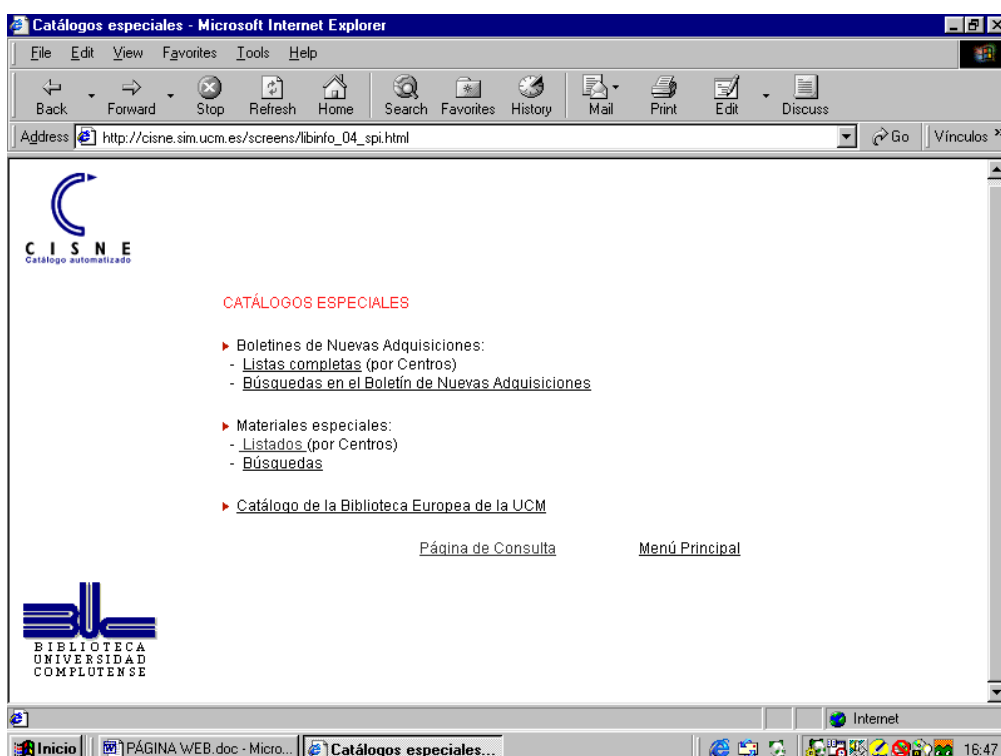 Catálogos especiales - Microsoft Internet Explorer
File Edit View Favorites Tools Help
Back Forward Stop Refresh Home Search Favorites History Mail Print Edit Discuss
Address http://cisne.sim.ucm.es/screens/libinfo_04_spi.html Go Vínculos »
CISNE
Catálogo automatizado
CATÁLOGOS ESPECIALES
Boletines de Nuevas Adquisiciones:
- Listas completas (por Centros)
- Búsquedas en el Boletín de Nuevas Adquisiciones
Materiales especiales:
- Listados (por Centros)
- Búsquedas
Catálogo de la Biblioteca Europea de la UCM
Página de Consulta Menú Principal
BIBLIOTECA
UNIVERSIDAD
COMPLUTENSE
Internet
Inicio PÁGINA WEB.doc - Micro... Catálogos especiales... 16:47